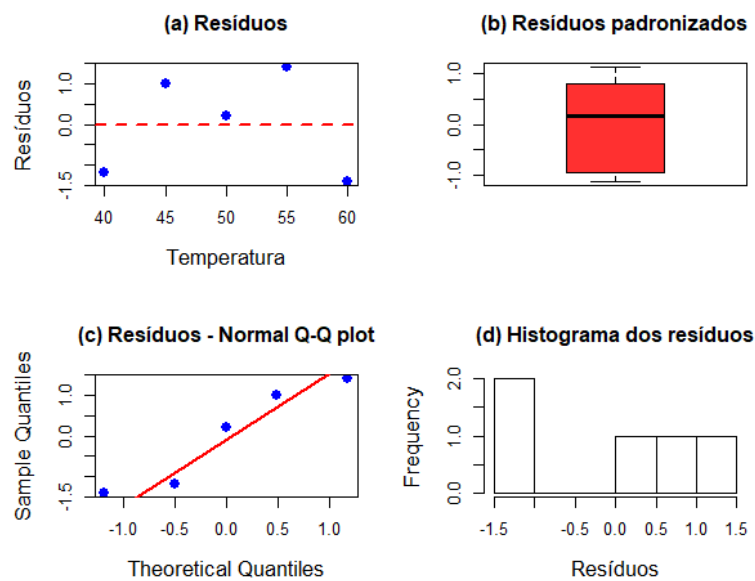 (a) Resíduos
Resíduos
1.0
0.0
-1.5
40 45 50 55 60
Temperatura
(b) Resíduos padronizados
1.0
0.0
-1.0
(c) Resíduos - Normal Q-Q plot
Sample Quantiles
1.0
0.0
-1.5
-1.0 -0.5 0.0 0.5 1.0
Theoretical Quantiles
(d) Histograma dos resíduos
Frequency
2.0
1.0
0.0
-1.5 -0.5 0.0 0.5 1.0 1.5
Resíduos